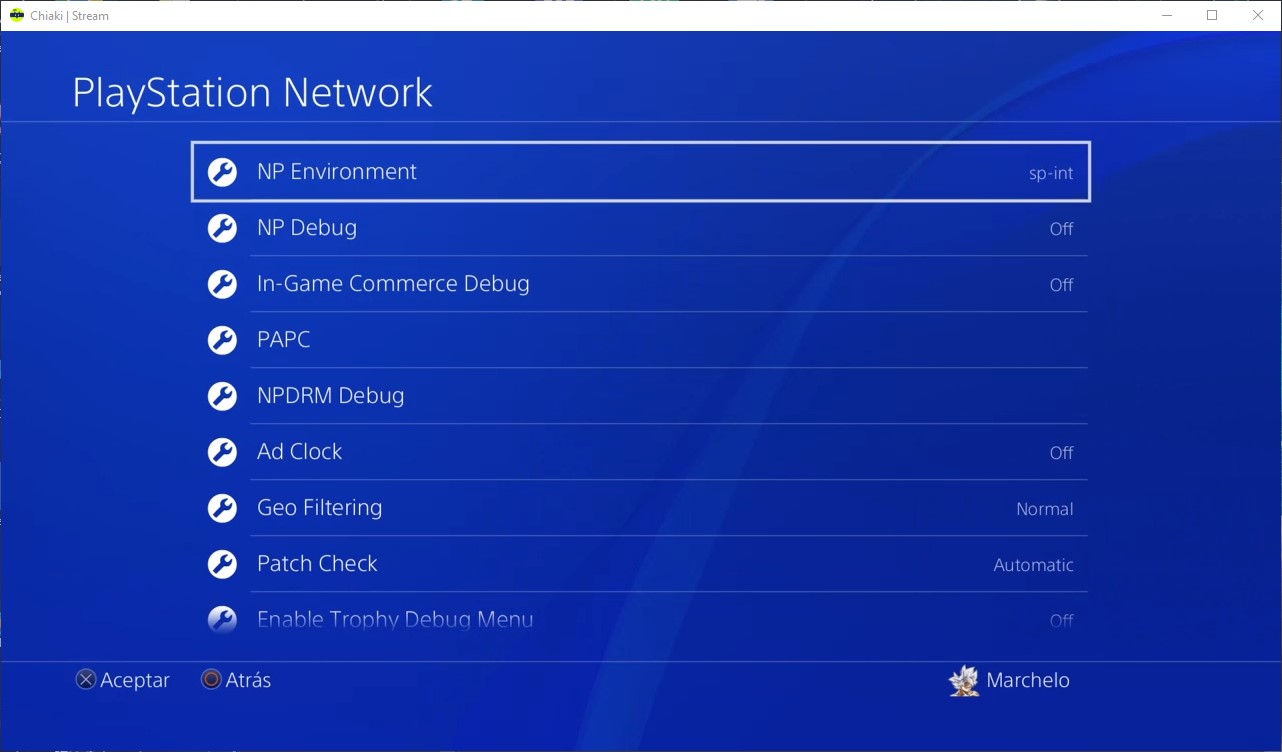 Chiaki | Stream
PlayStation Network
NP Environment sp-int
NP Debug Off
In-Game Commerce Debug Off
PAPC
NPDRM Debug
Ad Clock Off
Geo Filtering Normal
Patch Check Automatic
Enable Trophy Debug Menu Off
Aceptar Atrás Marchelo